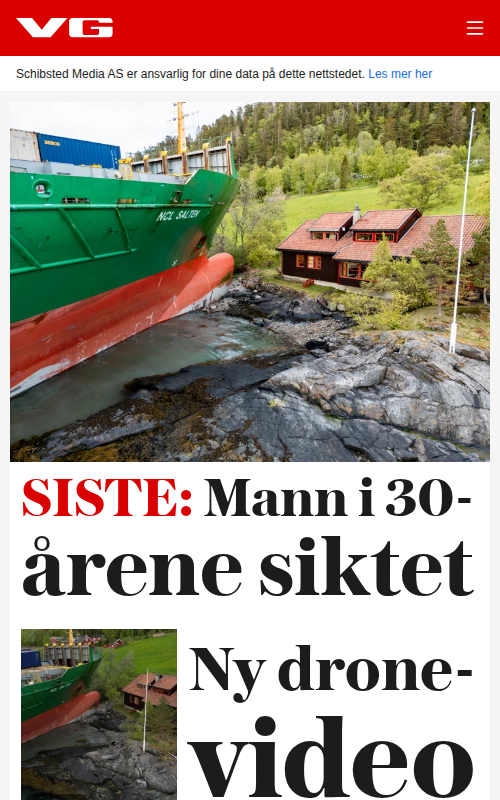 VG
Schibsted Media AS er ansvarlig for dine data på dette nettstedet. Les mer her
NCL SALTEN
SISTE: Mann i 30-
årene siktet
Ny drone-
video